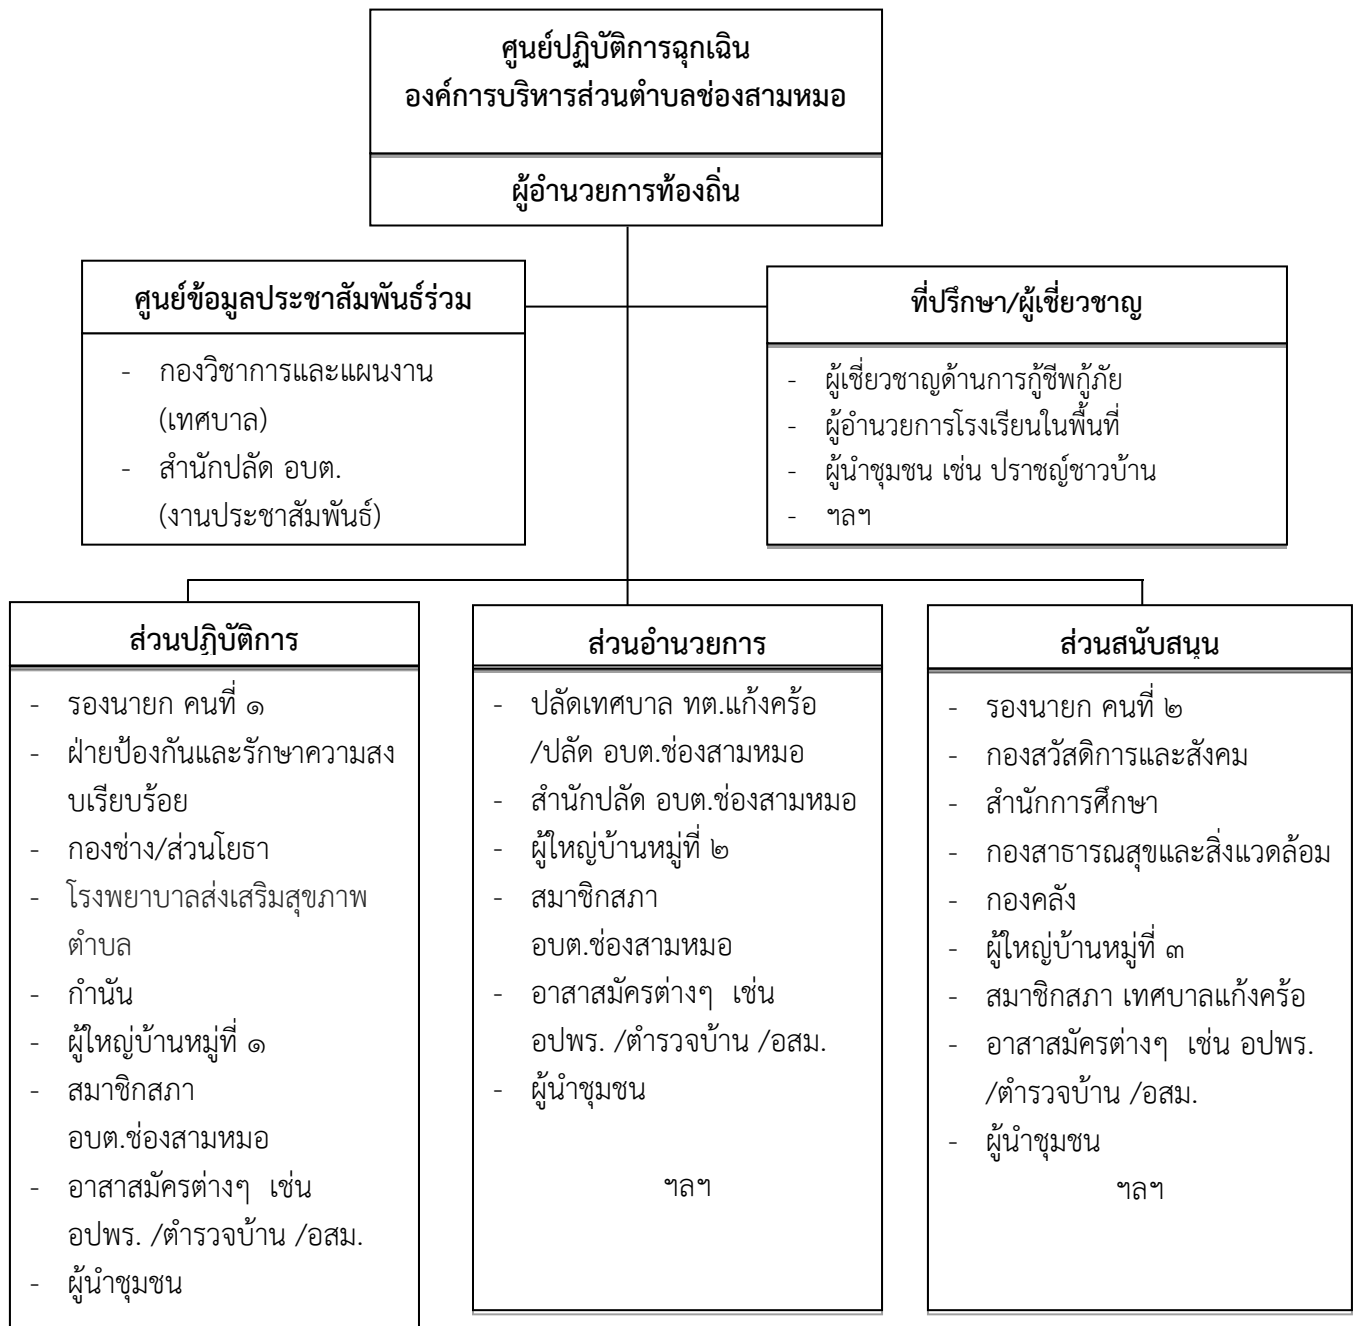 ศูนย์ปฏิบัติการฉุกเฉิน
องค์การบริหารส่วนตำบลช่องสามหมอ
ผู้อำนวยการท้องถิ่น
ศูนย์ข้อมูลประชาสัมพันธ์ร่วม
- กองวิชาการและแผนงาน
(เทศบาล)
- สำนักปลัด อบต.
(งานประชาสัมพันธ์)
ที่ปรึกษา/ผู้เชี่ยวชาญ
- ผู้เชี่ยวชาญด้านการกู้ชีพกู้ภัย
- ผู้อำนวยการโรงเรียนในพื้นที่
- ผู้นำชุมชน เช่น ปราชญ์ชาวบ้าน
- ฯลฯ
ส่วนปฏิบัติการ
- รองนายก คนที่ ๑
- ฝ่ายป้องกันและรักษาความสง
บเรียบร้อย
- กองช่าง/ส่วนโยธา
- โรงพยาบาลส่งเสริมสุขภาพ
ตำบล
- กำนัน
- ผู้ใหญ่บ้านหมู่ที่ ๑
- สมาชิกสภา
อบต.ช่องสามหมอ
- อาสาสมัครต่างๆ เช่น
อปพร. /ตำรวจบ้าน /อสม.
- ผู้นำชุมชน
ส่วนอำนวยการ
- ปลัดเทศบาล ทต.แก้งคร้อ
/ปลัด อบต.ช่องสามหมอ
- สำนักปลัด อบต.ช่องสามหมอ
- ผู้ใหญ่บ้านหมู่ที่ ๒
- สมาชิกสภา
อบต.ช่องสามหมอ
- อาสาสมัครต่างๆ เช่น
อปพร. /ตำรวจบ้าน /อสม.
- ผู้นำชุมชน
ฯลฯ
ส่วนสนับสนุน
- รองนายก คนที่ ๒
- กองสวัสดิการและสังคม
- สำนักการศึกษา
- กองสาธารณสุขและสิ่งแวดล้อม
- กองคลัง
- ผู้ใหญ่บ้านหมู่ที่ ๓
- สมาชิกสภา เทศบาลแก้งคร้อ
- อาสาสมัครต่างๆ เช่น อปพร.
/ตำรวจบ้าน /อสม.
- ผู้นำชุมชน
ฯลฯ